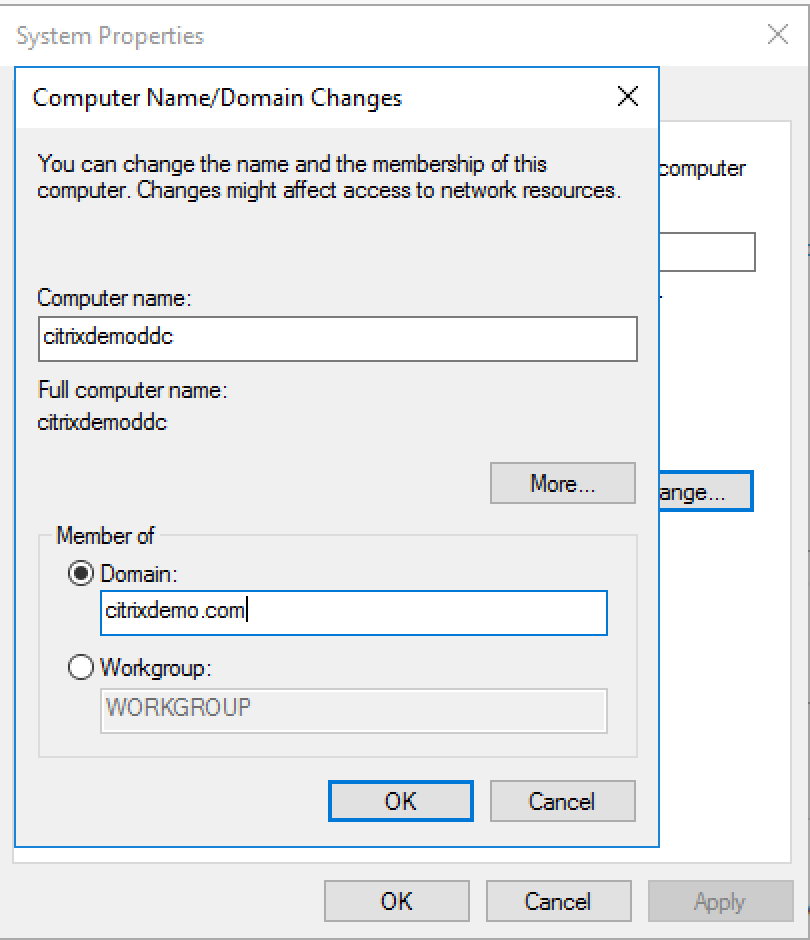 System Properties
Computer Name/Domain Changes
You can change the name and the membership of this
computer. Changes might affect access to network resources.
computer
Computer name:
citrixdemoddc
Full computer name:
citrixdemoddc
More...
ange...
Member of
Domain:
citrixdemo.com
Workgroup:
WORKGROUP
OK
Cancel
OK
Cancel
Apply